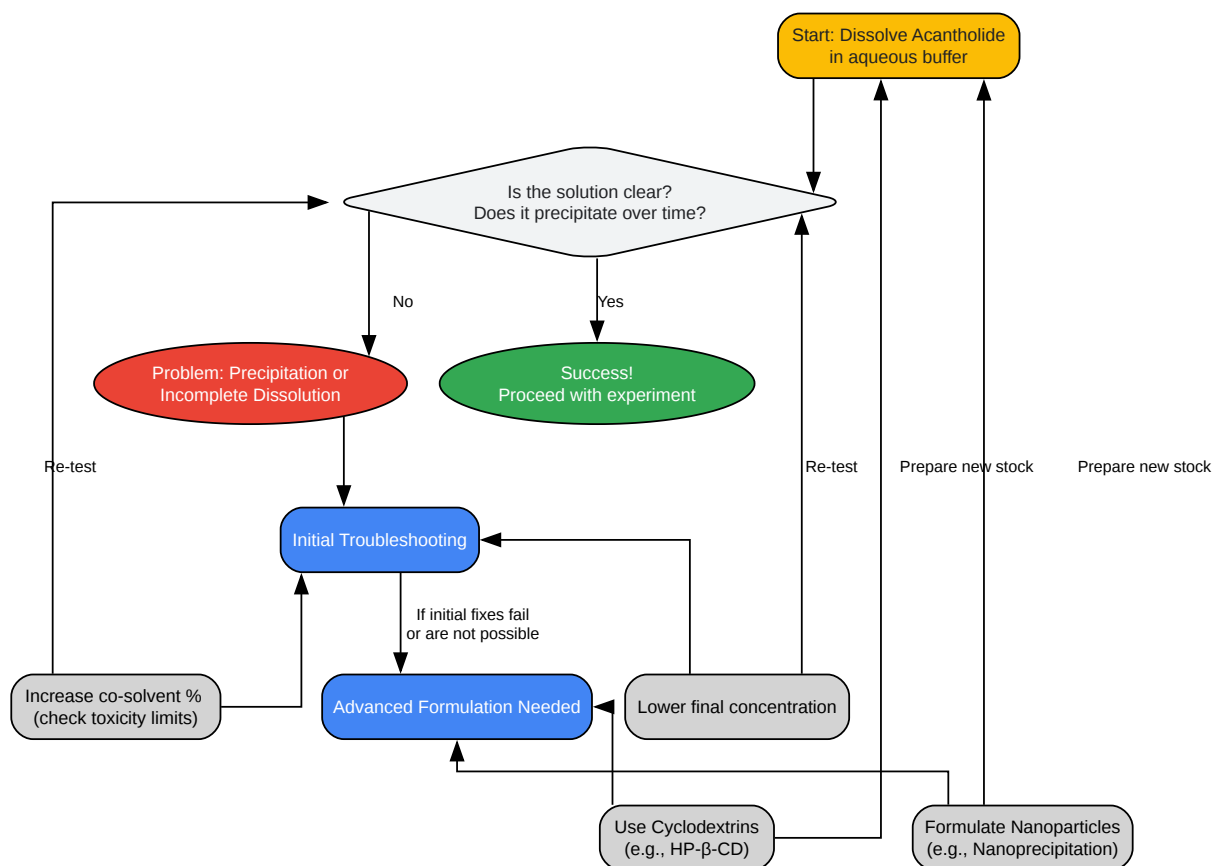 Start: Dissolve Acantholide
in aqueous buffer
Is the solution clear?
Does it precipitate over time?
No
Yes
Problem: Precipitation or
Incomplete Dissolution
Success!
Proceed with experiment
Re-test
Re-test
Prepare new stock
Prepare new stock
Initial Troubleshooting
If initial fixes fail
or are not possible
Increase co-solvent %
(check toxicity limits)
Advanced Formulation Needed
Lower final concentration
Use Cyclodextrins
(e.g., HP-β-CD)
Formulate Nanoparticles
(e.g., Nanoprecipitation)